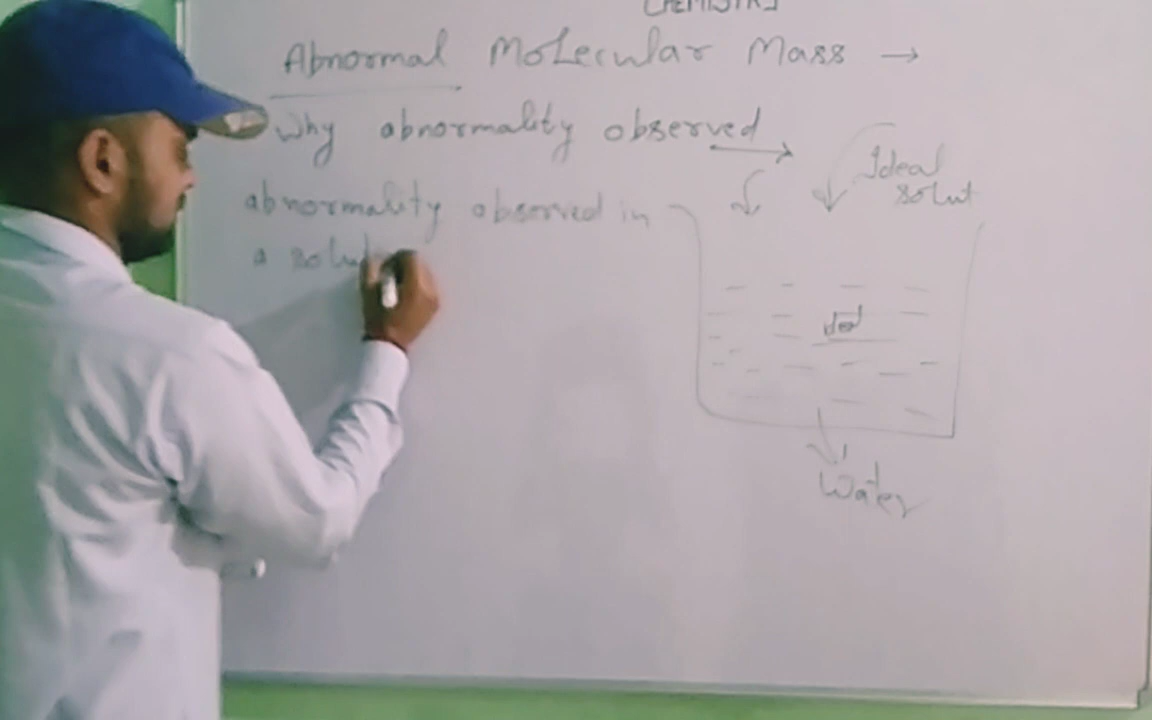 CHEMISTRY
Abnormal Molecular Mass →
Why abnormality observed →
abnormality observed in
a solut
Ideal
solut
Water